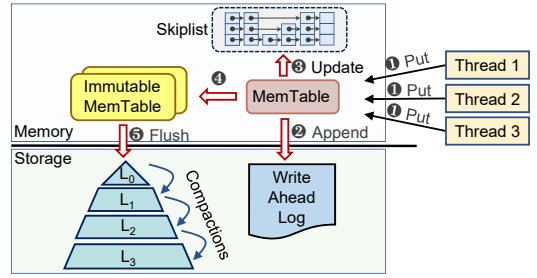 Skiplist
❸ Update
❶ Put
Thread 1
Immutable
MemTable
❹
MemTable
❶ Put
Thread 2
❶ Put
Thread 3
Memory
❺ Flush
❷ Append
Storage
L₀
L₁
L₂
L₃
Compactions
Write
Ahead
Log